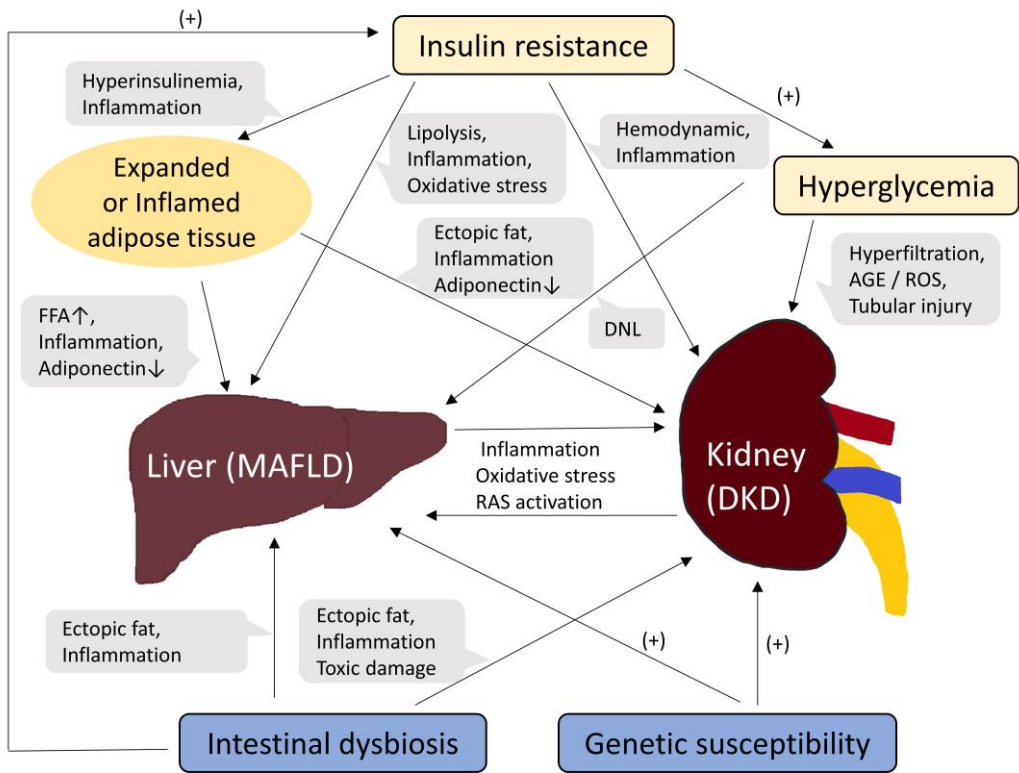 (+)
Insulin resistance
Hyperinsulinemia,
Inflammation
Lipolysis,
Inflammation,
Oxidative stress
Hemodynamic,
Inflammation
(+)
Expanded
or Inflamed
adipose tissue
Hyperglycemia
Ectopic fat,
Inflammation
Adiponectin↓
Hyperfiltration,
AGE / ROS,
Tubular injury
FFA↑,
Inflammation,
Adiponectin↓
DNL
Liver (MAFLD)
Inflammation
Oxidative stress
RAS activation
Kidney
(DKD)
Ectopic fat,
Inflammation
Ectopic fat,
Inflammation
Toxic damage
(+)
(+)
Intestinal dysbiosis
Genetic susceptibility